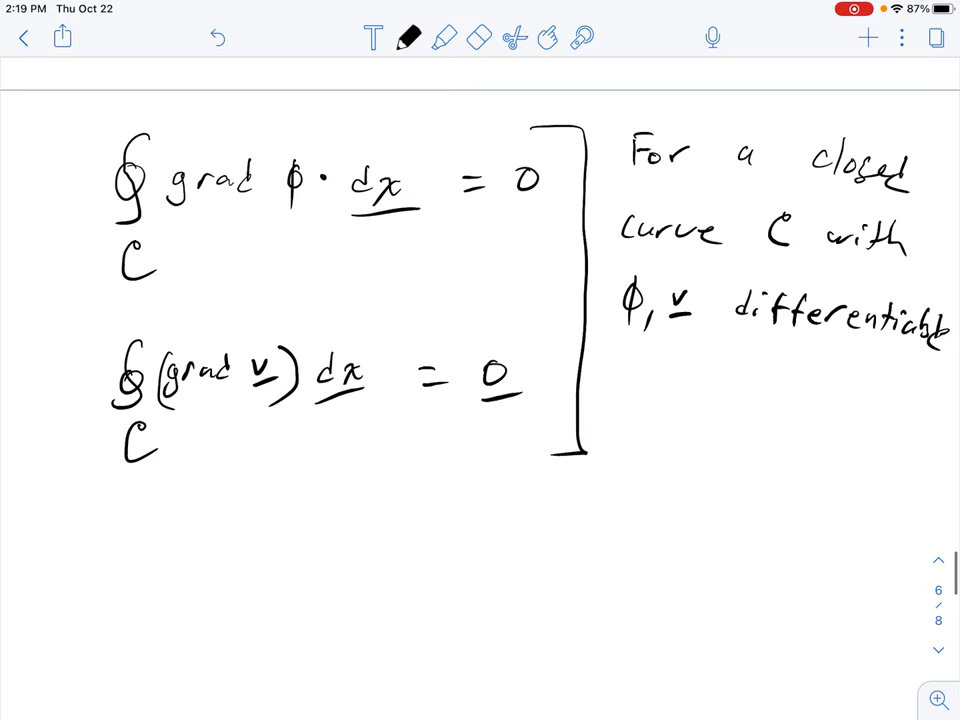 2:19 PM Thu Oct 22
87%
T
∮ grad ϕ · dx = 0
C
For a closed
curve C with
ϕ, v differentiable
∮ (grad v) dx = 0
C
6
/
8